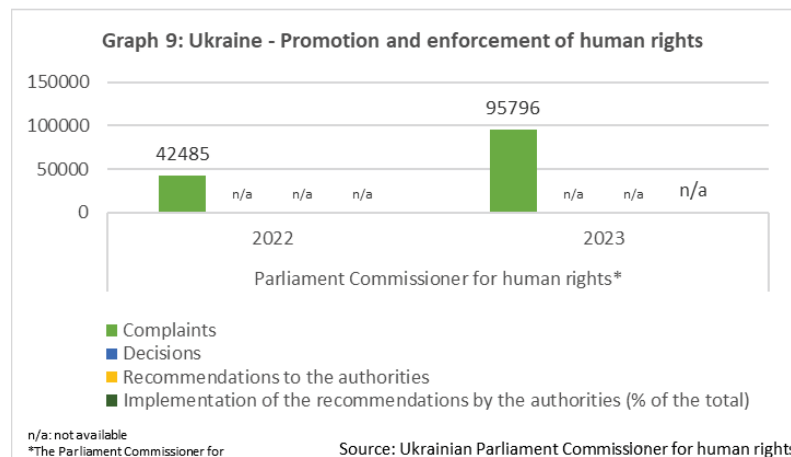 Graph 9: Ukraine - Promotion and enforcement of human rights
150000
100000
50000
0
42485
n/a
n/a
n/a
95796
n/a
n/a
n/a
2022
2023
Parliament Commissioner for human rights*
Complaints
Decisions
Recommendations to the authorities
Implementation of the recommendations by the authorities (% of the total)
n/a: not available
*The Parliament Commissioner for
Source: Ukrainian Parliament Commissioner for human rights